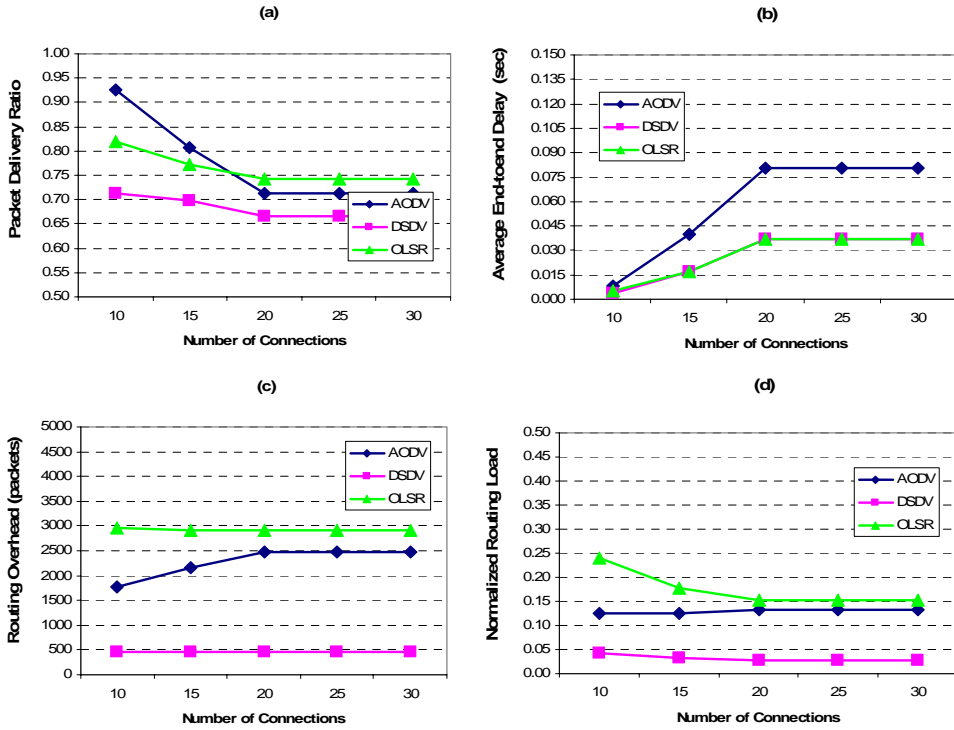 (a)
Packet Delivery Ratio
1.00
0.95
0.90
0.85
0.80
0.75
0.70
0.65
0.60
0.55
0.50
10 15 20 25 30
Number of Connections
AODV
DSDV
OLSR
(b)
Average End-to-end Delay (sec)
0.150
0.135
0.120
0.105
0.090
0.075
0.060
0.045
0.030
0.015
0.000
10 15 20 25 30
Number of Connections
AODV
DSDV
OLSR
(c)
Routing Overhead (packets)
5000
4500
4000
3500
3000
2500
2000
1500
1000
500
0
10 15 20 25 30
Number of Connections
AODV
DSDV
OLSR
(d)
Normalized Routing Load
0.50
0.45
0.40
0.35
0.30
0.25
0.20
0.15
0.10
0.05
0.00
10 15 20 25 30
Number of Connections
AODV
DSDV
OLSR